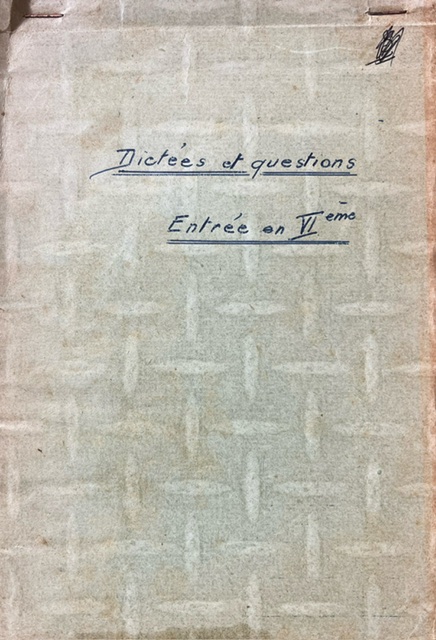 Dictées et questions
Entrée en VIème